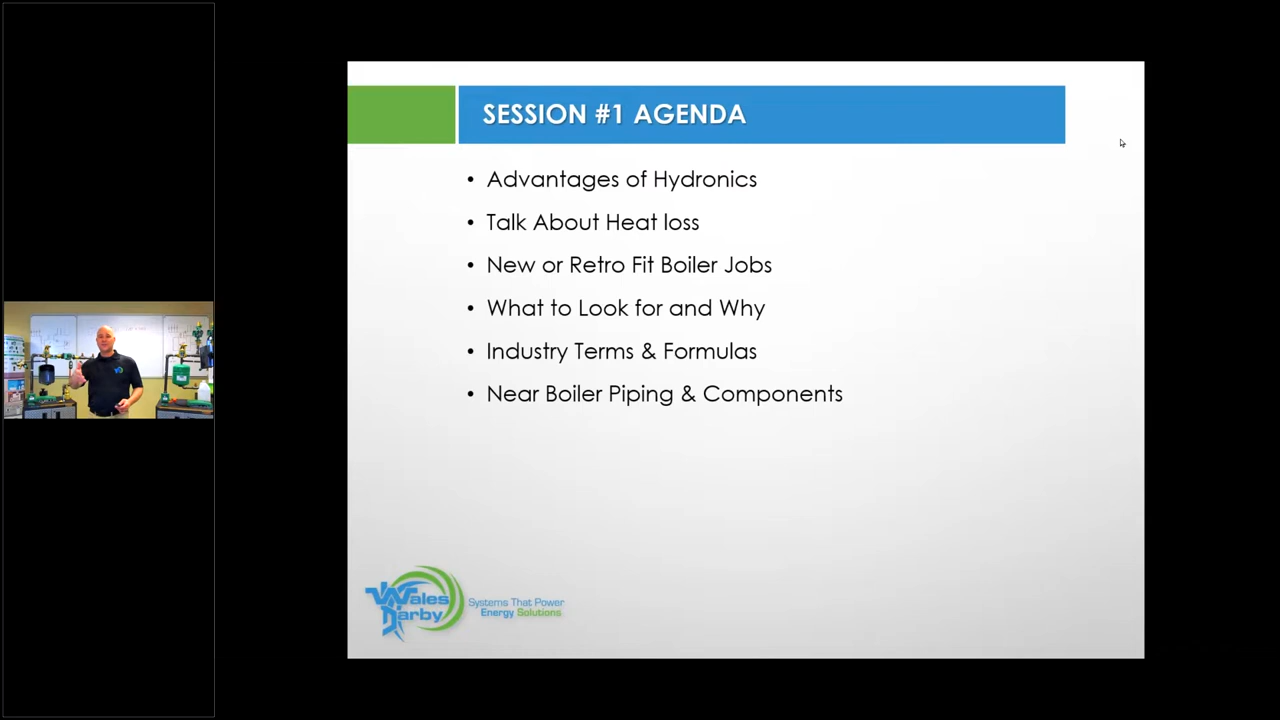 SESSION #1 AGENDA
• Advantages of Hydronics
• Talk About Heat loss
• New or Retro Fit Boiler Jobs
• What to Look for and Why
• Industry Terms & Formulas
• Near Boiler Piping & Components
Wales
Darby
Systems That Power
Energy Solutions